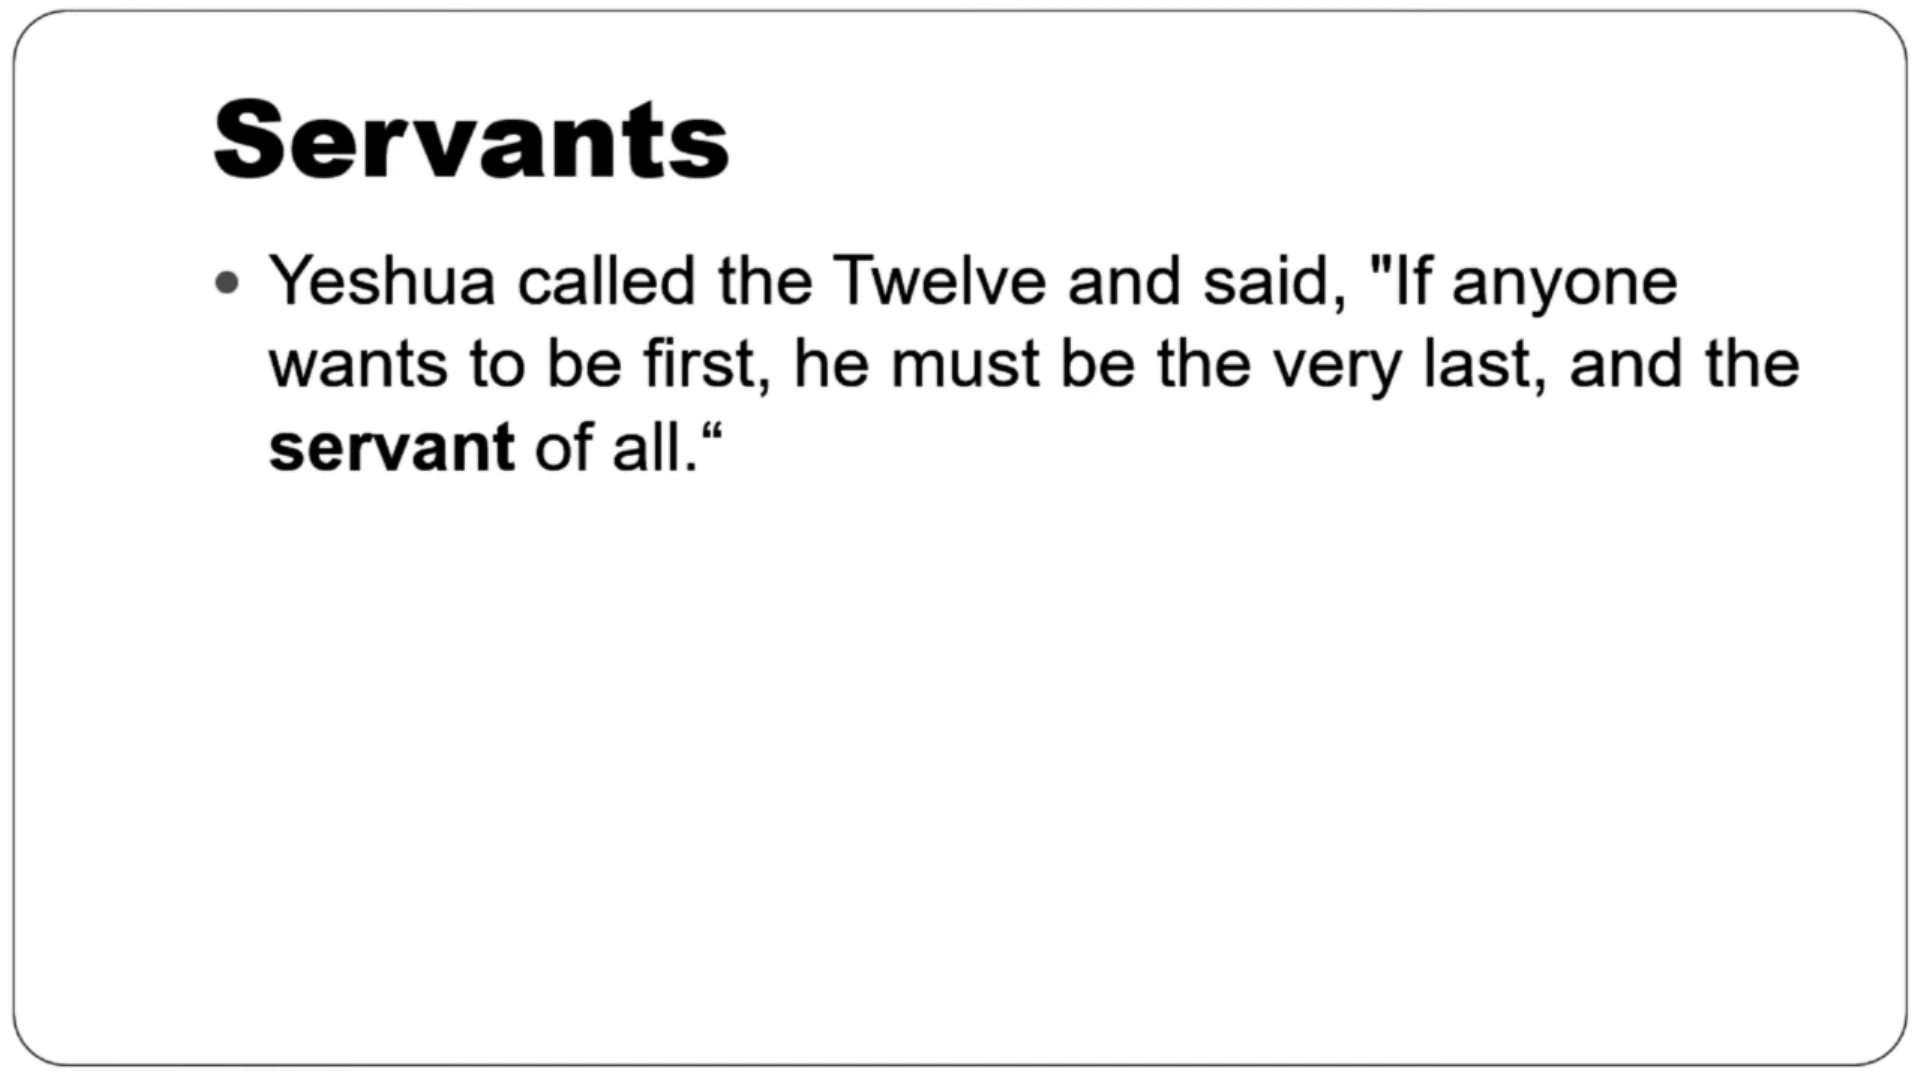 Servants
• Yeshua called the Twelve and said, "If anyone
wants to be first, he must be the very last, and the
servant of all.“